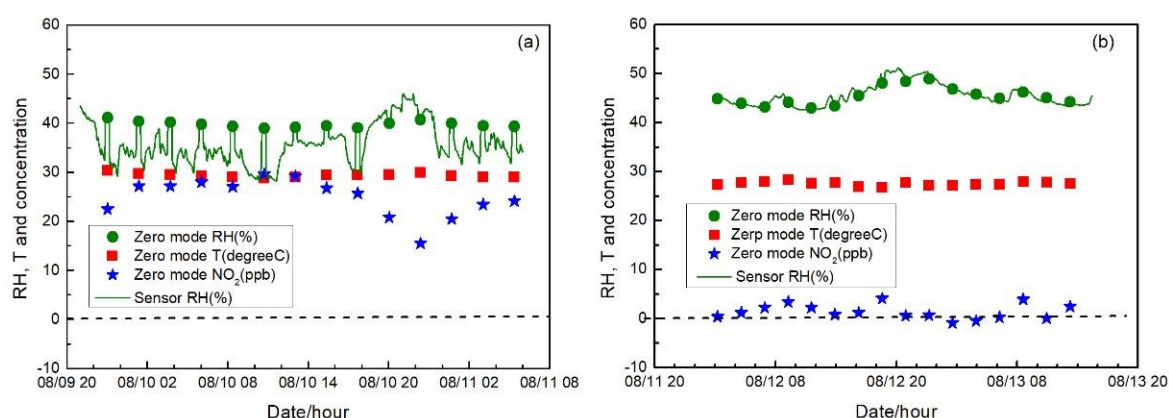 (a)
60
50
40
30
20
10
0
-10
RH, T and concentration
Zero mode RH(%)
Zero mode T(degreeC)
Zero mode NO₂(ppb)
Sensor RH(%)
08/09 20 08/10 02 08/10 08 08/10 14 08/10 20 08/11 02 08/11 08
Date/hour
(b)
60
50
40
30
20
10
0
-10
RH, T and concentration
Zero mode RH(%)
Zerp mode T(degreeC)
Zero mode NO₂(ppb)
Sensor RH(%)
08/11 20 08/12 08 08/12 20 08/13 08 08/13 20
Date/hour